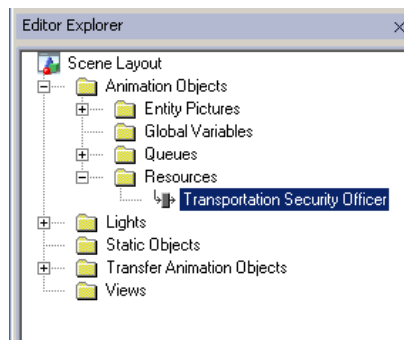 Editor Explorer
Scene Layout
Animation Objects
Entity Pictures
Global Variables
Queues
Resources
Transportation Security Officer
Lights
Static Objects
Transfer Animation Objects
Views